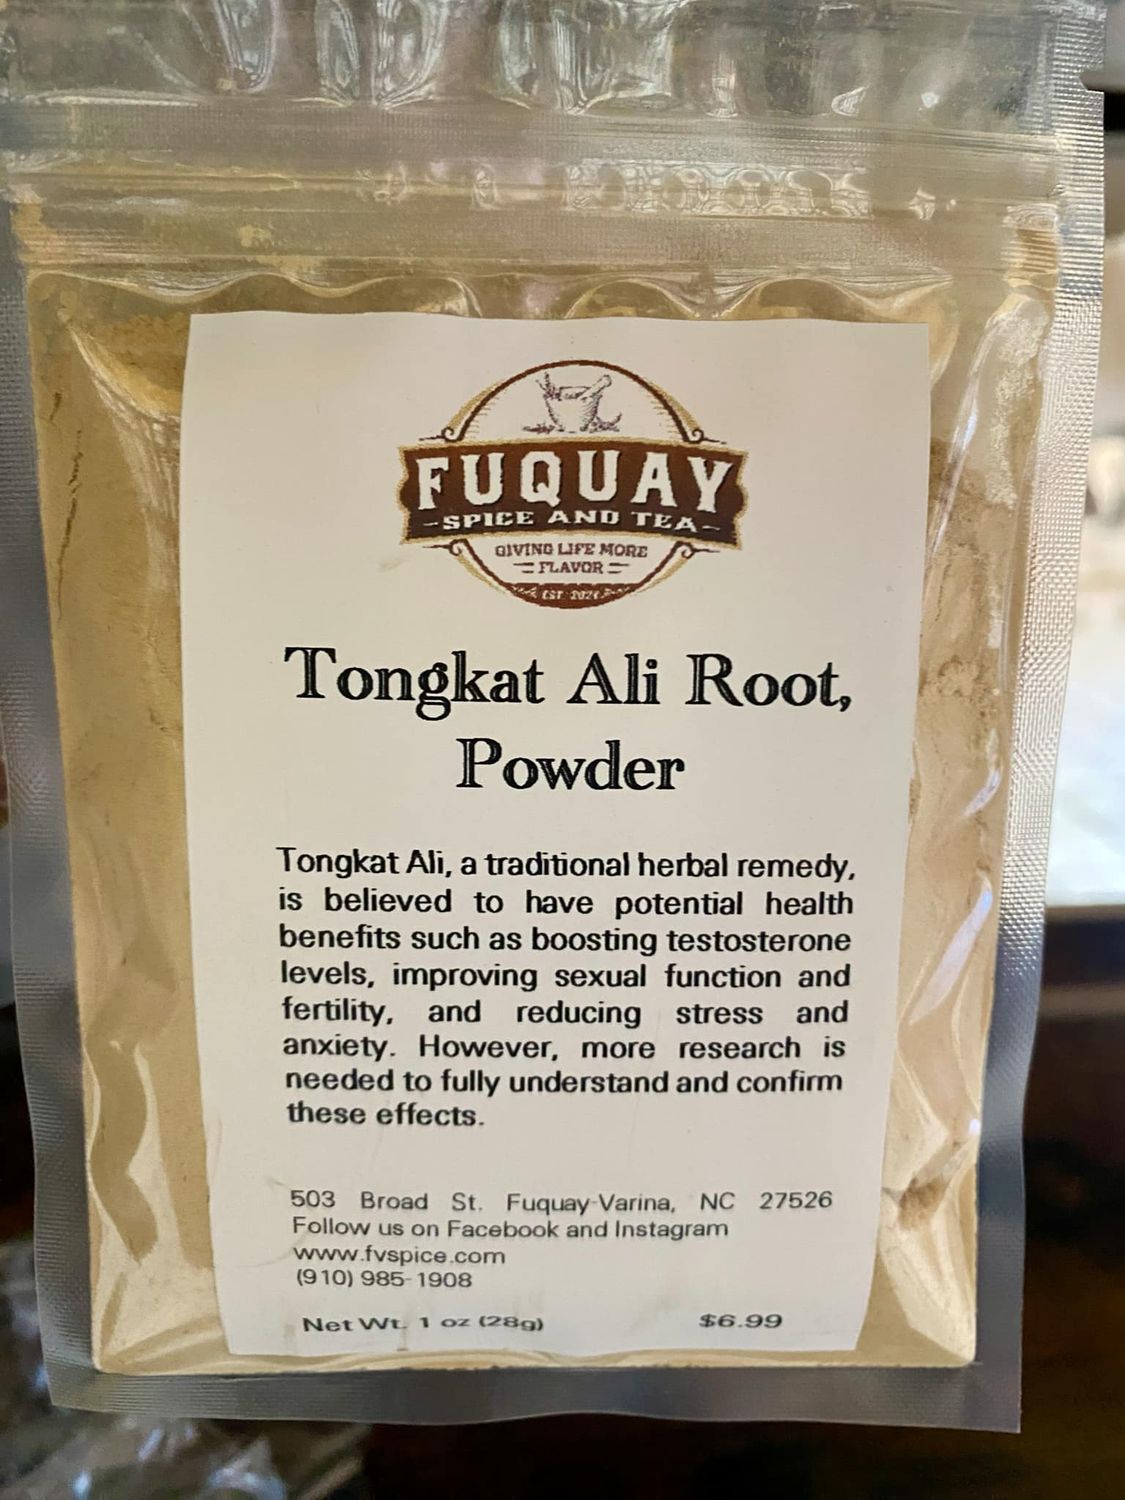 FUQUAY
-SPICE AND TEA-
GIVING LIFE MORE
FLAVOR
EST. 2024
Tongkat Ali Root,
Powder
Tongkat Ali, a traditional herbal remedy,
is believed to have potential health
benefits such as boosting testosterone
levels, improving sexual function and
fertility, and reducing stress and
anxiety. However, more research is
needed to fully understand and confirm
these effects.
503 Broad St. Fuquay-Varina, NC 27526
Follow us on Facebook and Instagram
www.fvspice.com
(910) 985-1908
Net Wt. 1 oz (28g) $6.99